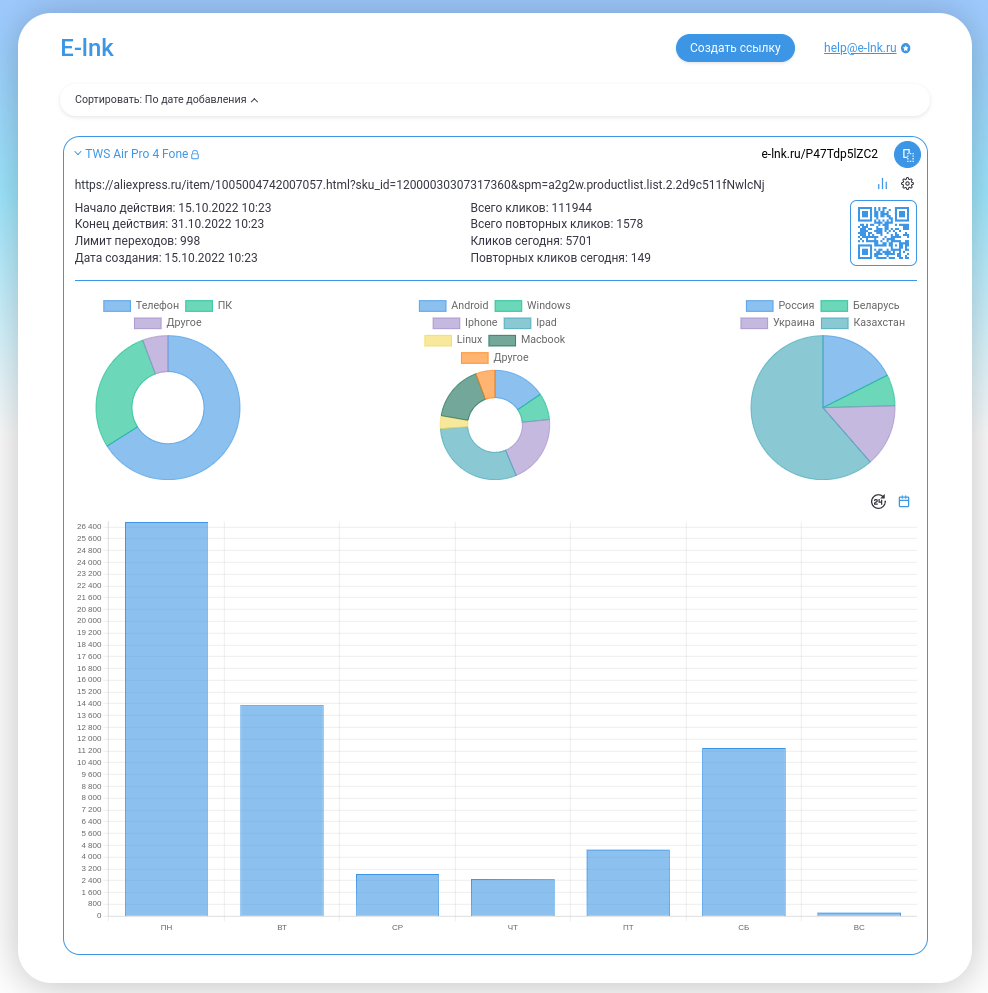 E-lnk
Создать ссылку
help@e-lnk.ru
Сортировать: По дате добавления
TWS Air Pro 4 Fone
e-lnk.ru/P47Tdp5lZC2
https://aliexpress.ru/item/1005004742007057.html?sku_id=12000030307317360&spm=a2g2w.productlist.list.2.2d9c511fNwlcNj
Начало действия: 15.10.2022 10:23
Конец действия: 31.10.2022 10:23
Лимит переходов: 998
Дата создания: 15.10.2022 10:23
Всего кликов: 111944
Всего повторных кликов: 1578
Кликов сегодня: 5701
Повторных кликов сегодня: 149
Телефон ПК
Другое
Android Windows
Iphone Ipad
Linux Macbook
Другое
Россия Беларусь
Украина Казахстан
24
26 400
25 600
24 800
24 000
23 200
22 400
21 600
20 800
20 000
19 200
18 400
17 600
16 800
16 000
15 200
14 400
13 600
12 800
12 000
11 200
10 400
9 600
8 800
8 000
7 200
6 400
5 600
4 800
4 000
3 200
2 400
1 600
800
0
ПН ВТ СР ЧТ ПТ СБ ВС